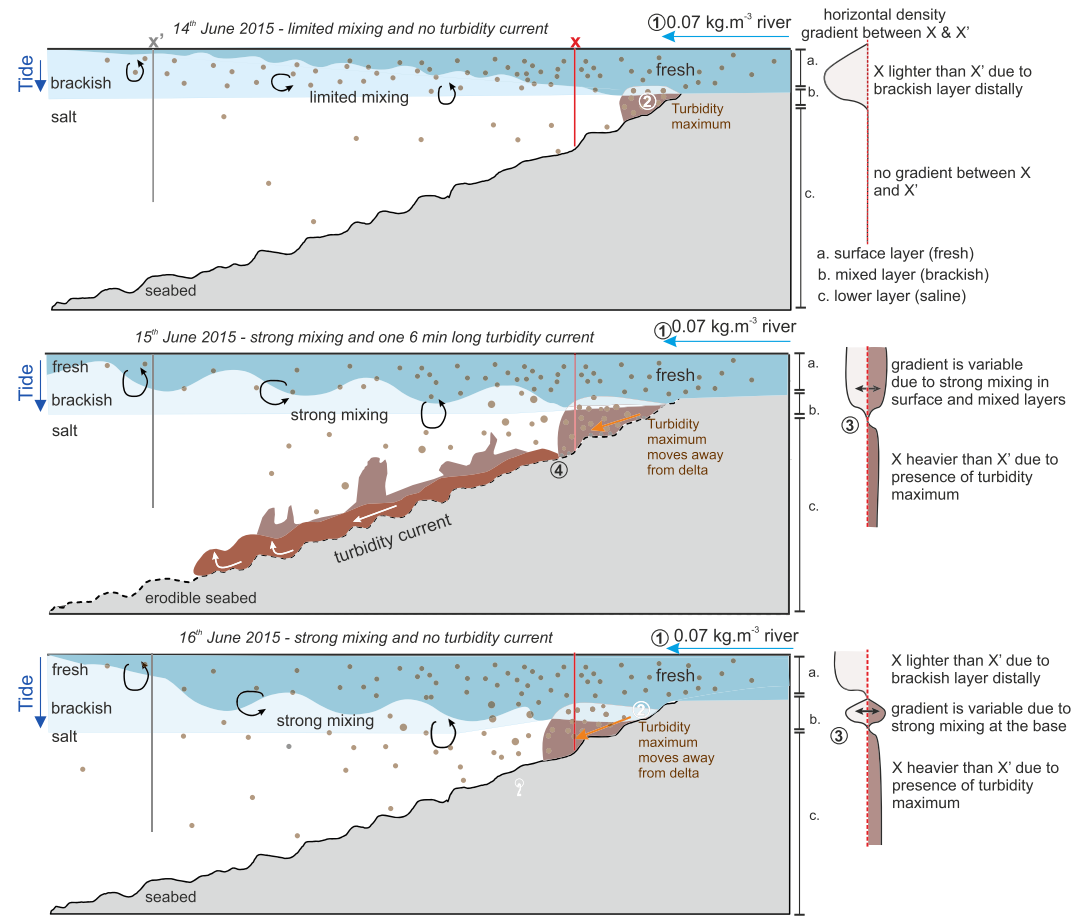 14th June 2015 - limited mixing and no turbidity current
① 0.07 kg.m-3 river
horizontal density
gradient between X & X’
x’
x
Tide
brackish
salt
limited mixing
fresh
②
Turbidity
maximum
seabed
a.
b.
c.
X lighter than X’ due to
brackish layer distally
no gradient between X
and X’
a. surface layer (fresh)
b. mixed layer (brackish)
c. lower layer (saline)
15th June 2015 - strong mixing and one 6 min long turbidity current
① 0.07 kg.m-3 river
Tide
fresh
brackish
salt
strong mixing
fresh
Turbidity
maximum
moves away
from delta
④
turbidity current
erodible seabed
a.
b.
c.
③
gradient is variable
due to strong mixing in
surface and mixed layers
X heavier than X’ due to
presence of turbidity
maximum
16th June 2015 - strong mixing and no turbidity current
① 0.07 kg.m-3 river
Tide
fresh
brackish
salt
strong mixing
fresh
②
Turbidity
maximum
moves away
from delta
seabed
a.
b.
c.
③
X lighter than X’ due to
brackish layer distally
gradient is variable due to
strong mixing at the base
X heavier than X’ due to
presence of turbidity
maximum